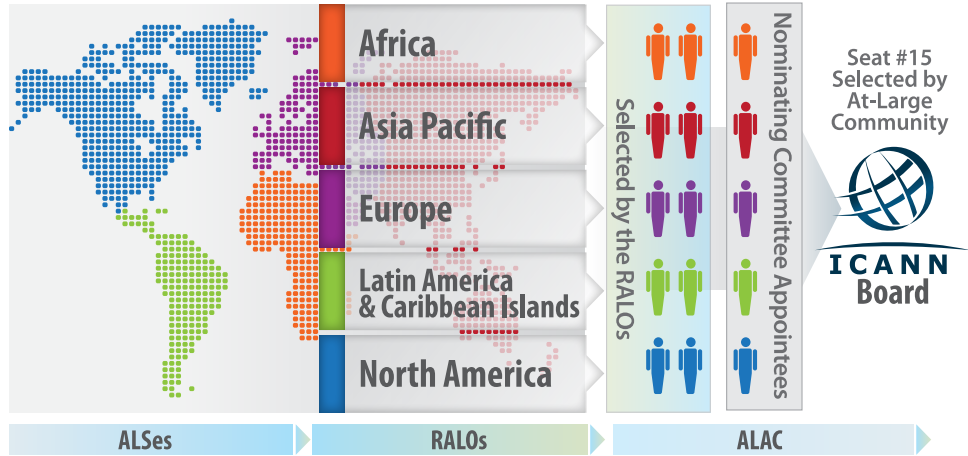 Africa
Asia Pacific
Europe
Latin America
& Caribbean Islands
North America
Selected by the RALOs
Nominating Committee Appointees
Seat #15
Selected by
At-Large
Community
ICANN
Board
ALSes
RALOs
ALAC